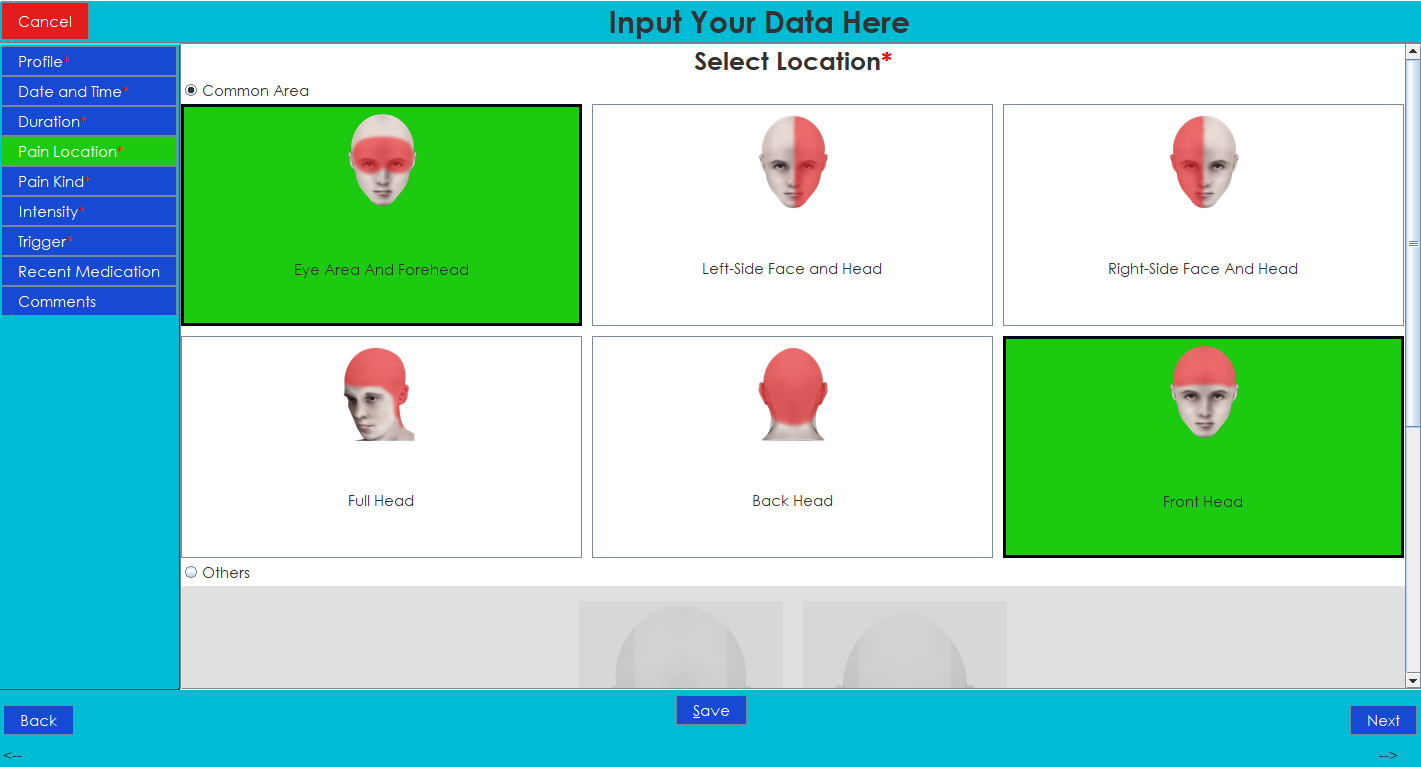 Cancel
Input Your Data Here
Profile*
Date and Time*
Duration*
Pain Location*
Pain Kind*
Intensity*
Trigger*
Recent Medication
Comments
Select Location*
Common Area
Eye Area And Forehead
Left-Side Face and Head
Right-Side Face And Head
Full Head
Back Head
Front Head
Others
Back
Save
Next
<--
-->